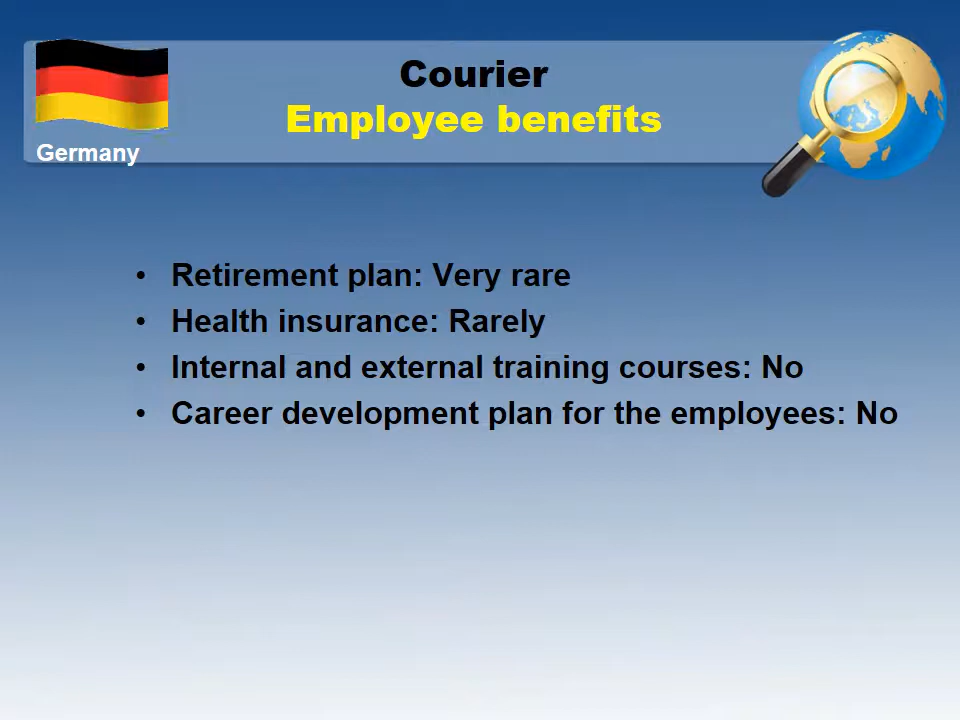 Courier
Employee benefits
Germany
• Retirement plan: Very rare
• Health insurance: Rarely
• Internal and external training courses: No
• Career development plan for the employees: No